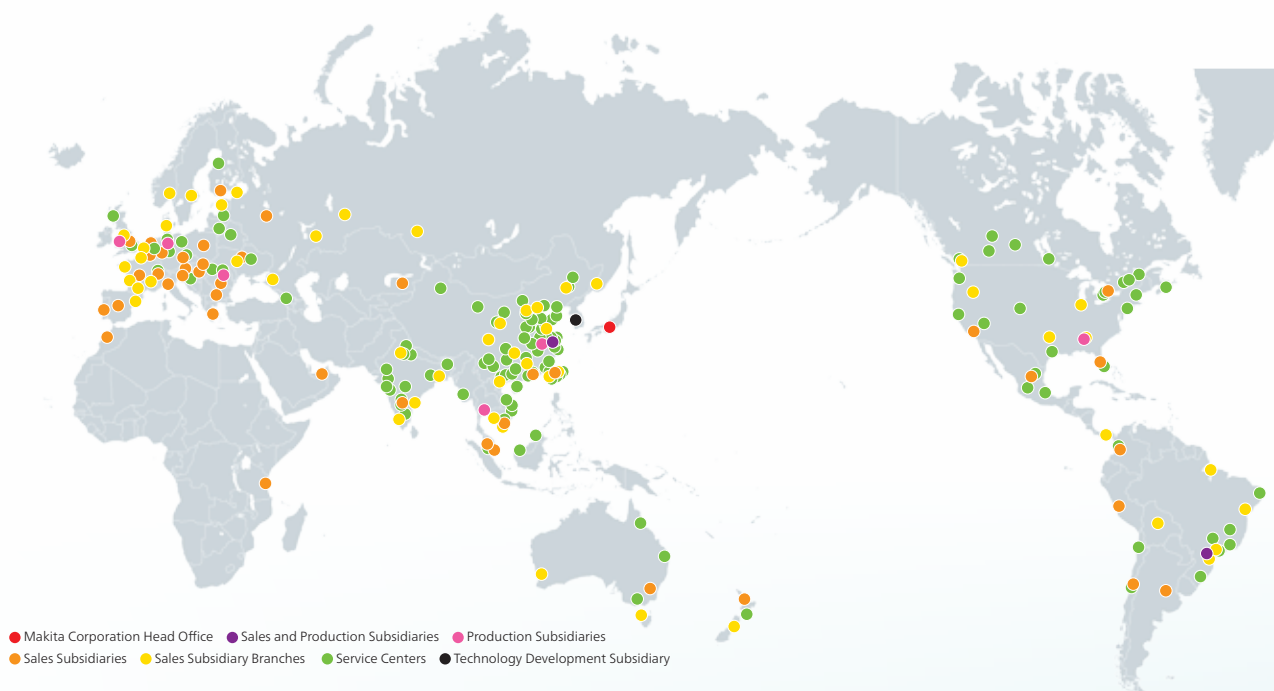 Makita Corporation Head Office Sales and Production Subsidiaries Production Subsidiaries
Sales Subsidiaries Sales Subsidiary Branches Service Centers Technology Development Subsidiary